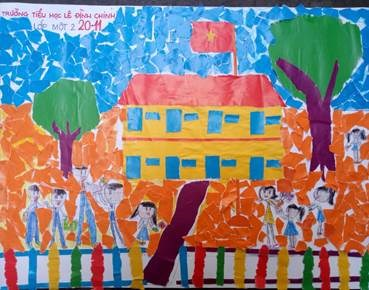 TRƯỜNG TIỂU HỌC LÊ ĐÌNH CHINH
LỚP MỘT 2 20-11